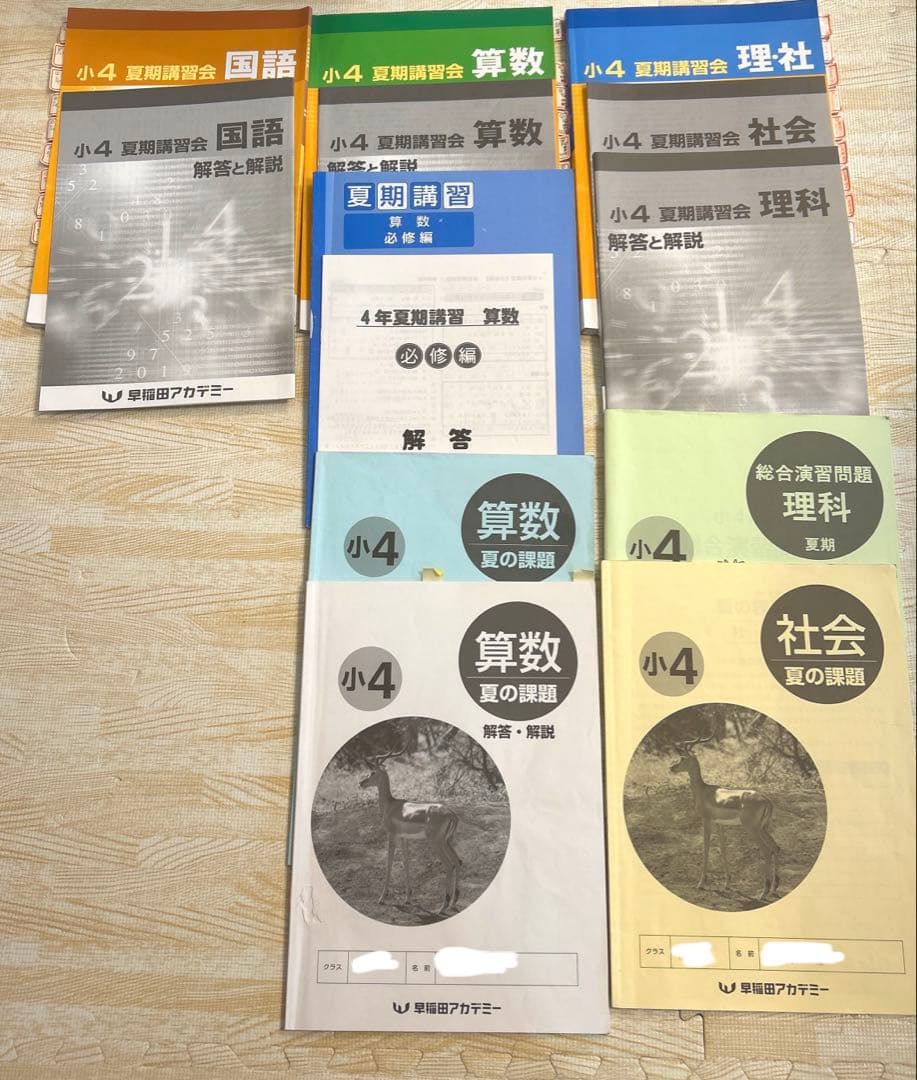 小4 夏期講習会 国語
小4 夏期講習会 国語
解答と解説
早稲田アカデミー
小4 夏期講習会 算数
小4 夏期講習会 算数
解答と解説
夏期講習
算数
必修編
4年夏期講習 算数
必修編
解答
小4
算数
夏の課題
小4
算数
夏の課題
解答・解説
クラス
名前
早稲田アカデミー
小4 夏期講習会 理・社
小4 夏期講習会 社会
小4 夏期講習会 理科
解答と解説
総合演習問題
理科
夏期
小4
社会
夏の課題
小4
クラス
名前
早稲田アカデミー